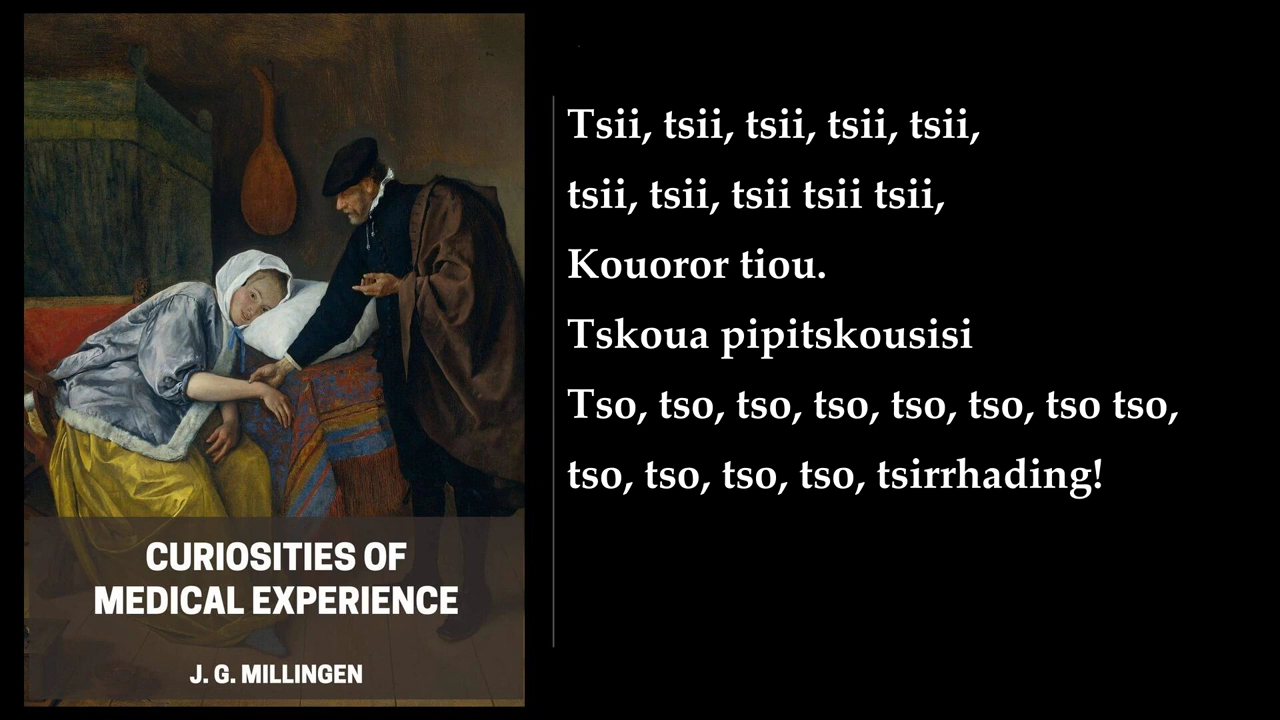 Tsii, tsii, tsii, tsii, tsii,
tsii, tsii, tsii tsii tsii,
Kouoror tiou.
Tskoua pipitskousisi
Tso, tso, tso, tso, tso, tso, tso tso,
tso, tso, tso, tso, tsirrhading!
CURIOSITIES OF
MEDICAL EXPERIENCE
J. G. MILLINGEN